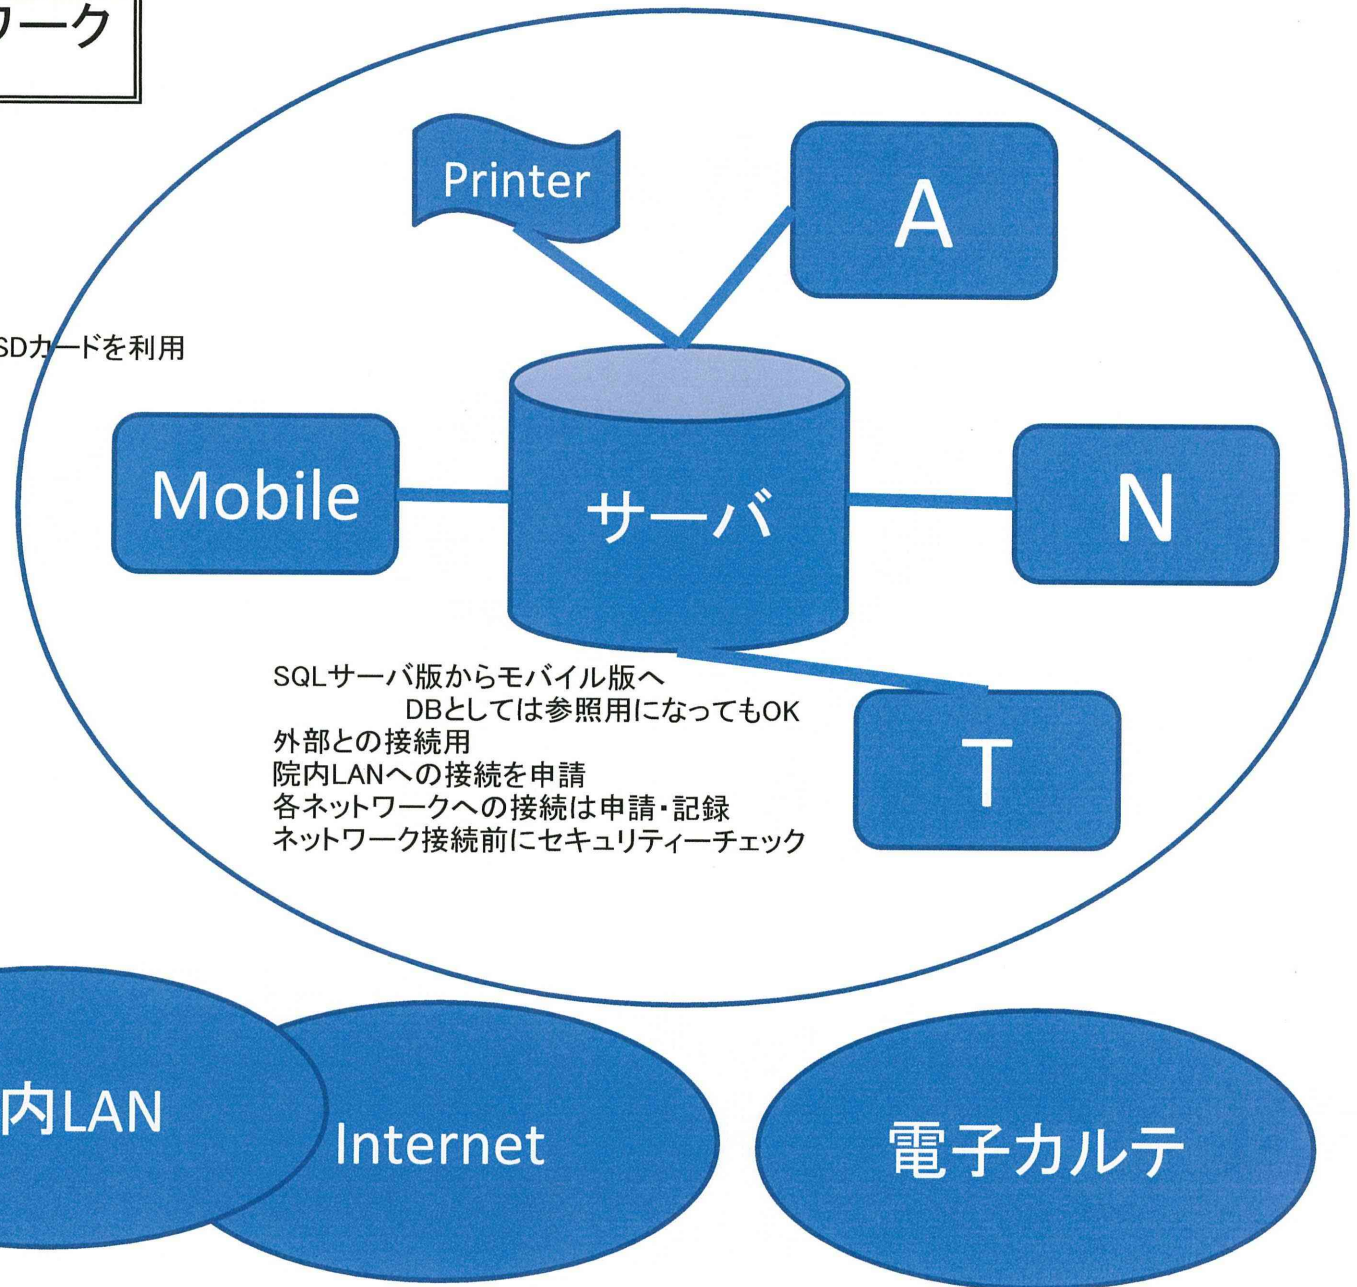 ワーク
Printer
A
SDカードを利用
Mobile
サーバ
N
SQLサーバ版からモバイル版へ
DBとしては参照用になってもOK
外部との接続用
院内LANへの接続を申請
各ネットワークへの接続は申請・記録
ネットワーク接続前にセキュリティーチェック
T
内LAN
Internet
電子カルテ